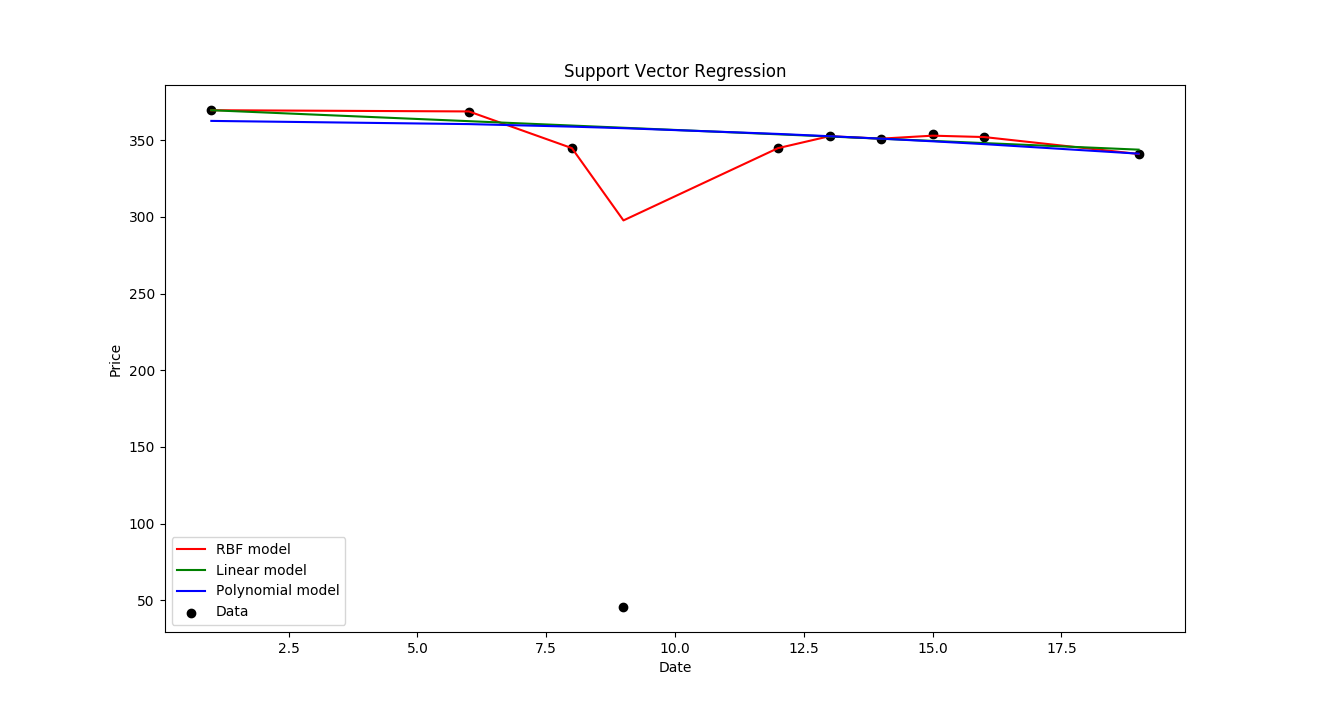 Support Vector Regression
Price
350
300
250
200
150
100
50
RBF model
Linear model
Polynomial model
Data
2.5 5.0 7.5 10.0 12.5 15.0 17.5
Date